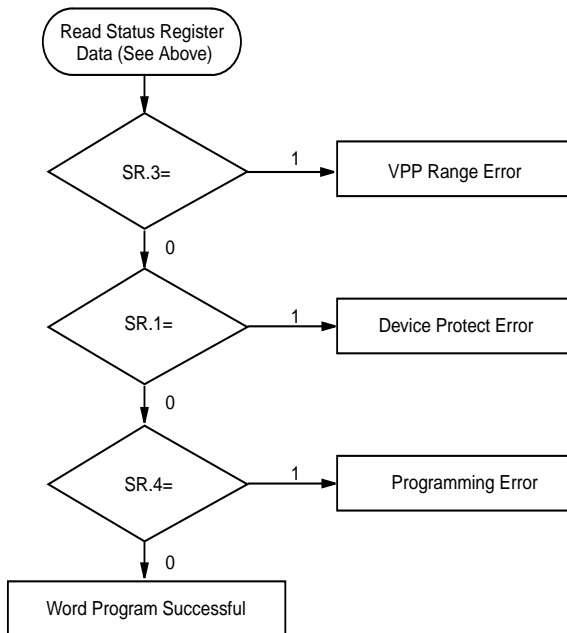 Read Status Register
Data (See Above)
SR.3=
1
VPP Range Error
0
SR.1=
1
Device Protect Error
0
SR.4=
1
Programming Error
0
Word Program Successful